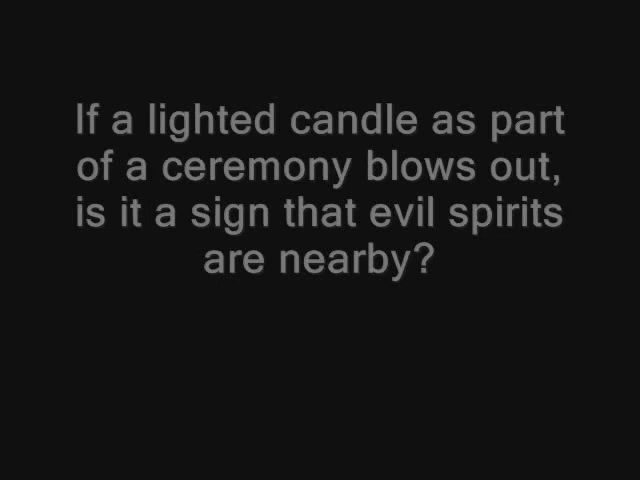 If a lighted candle as part
of a ceremony blows out,
is it a sign that evil spirits
are nearby?